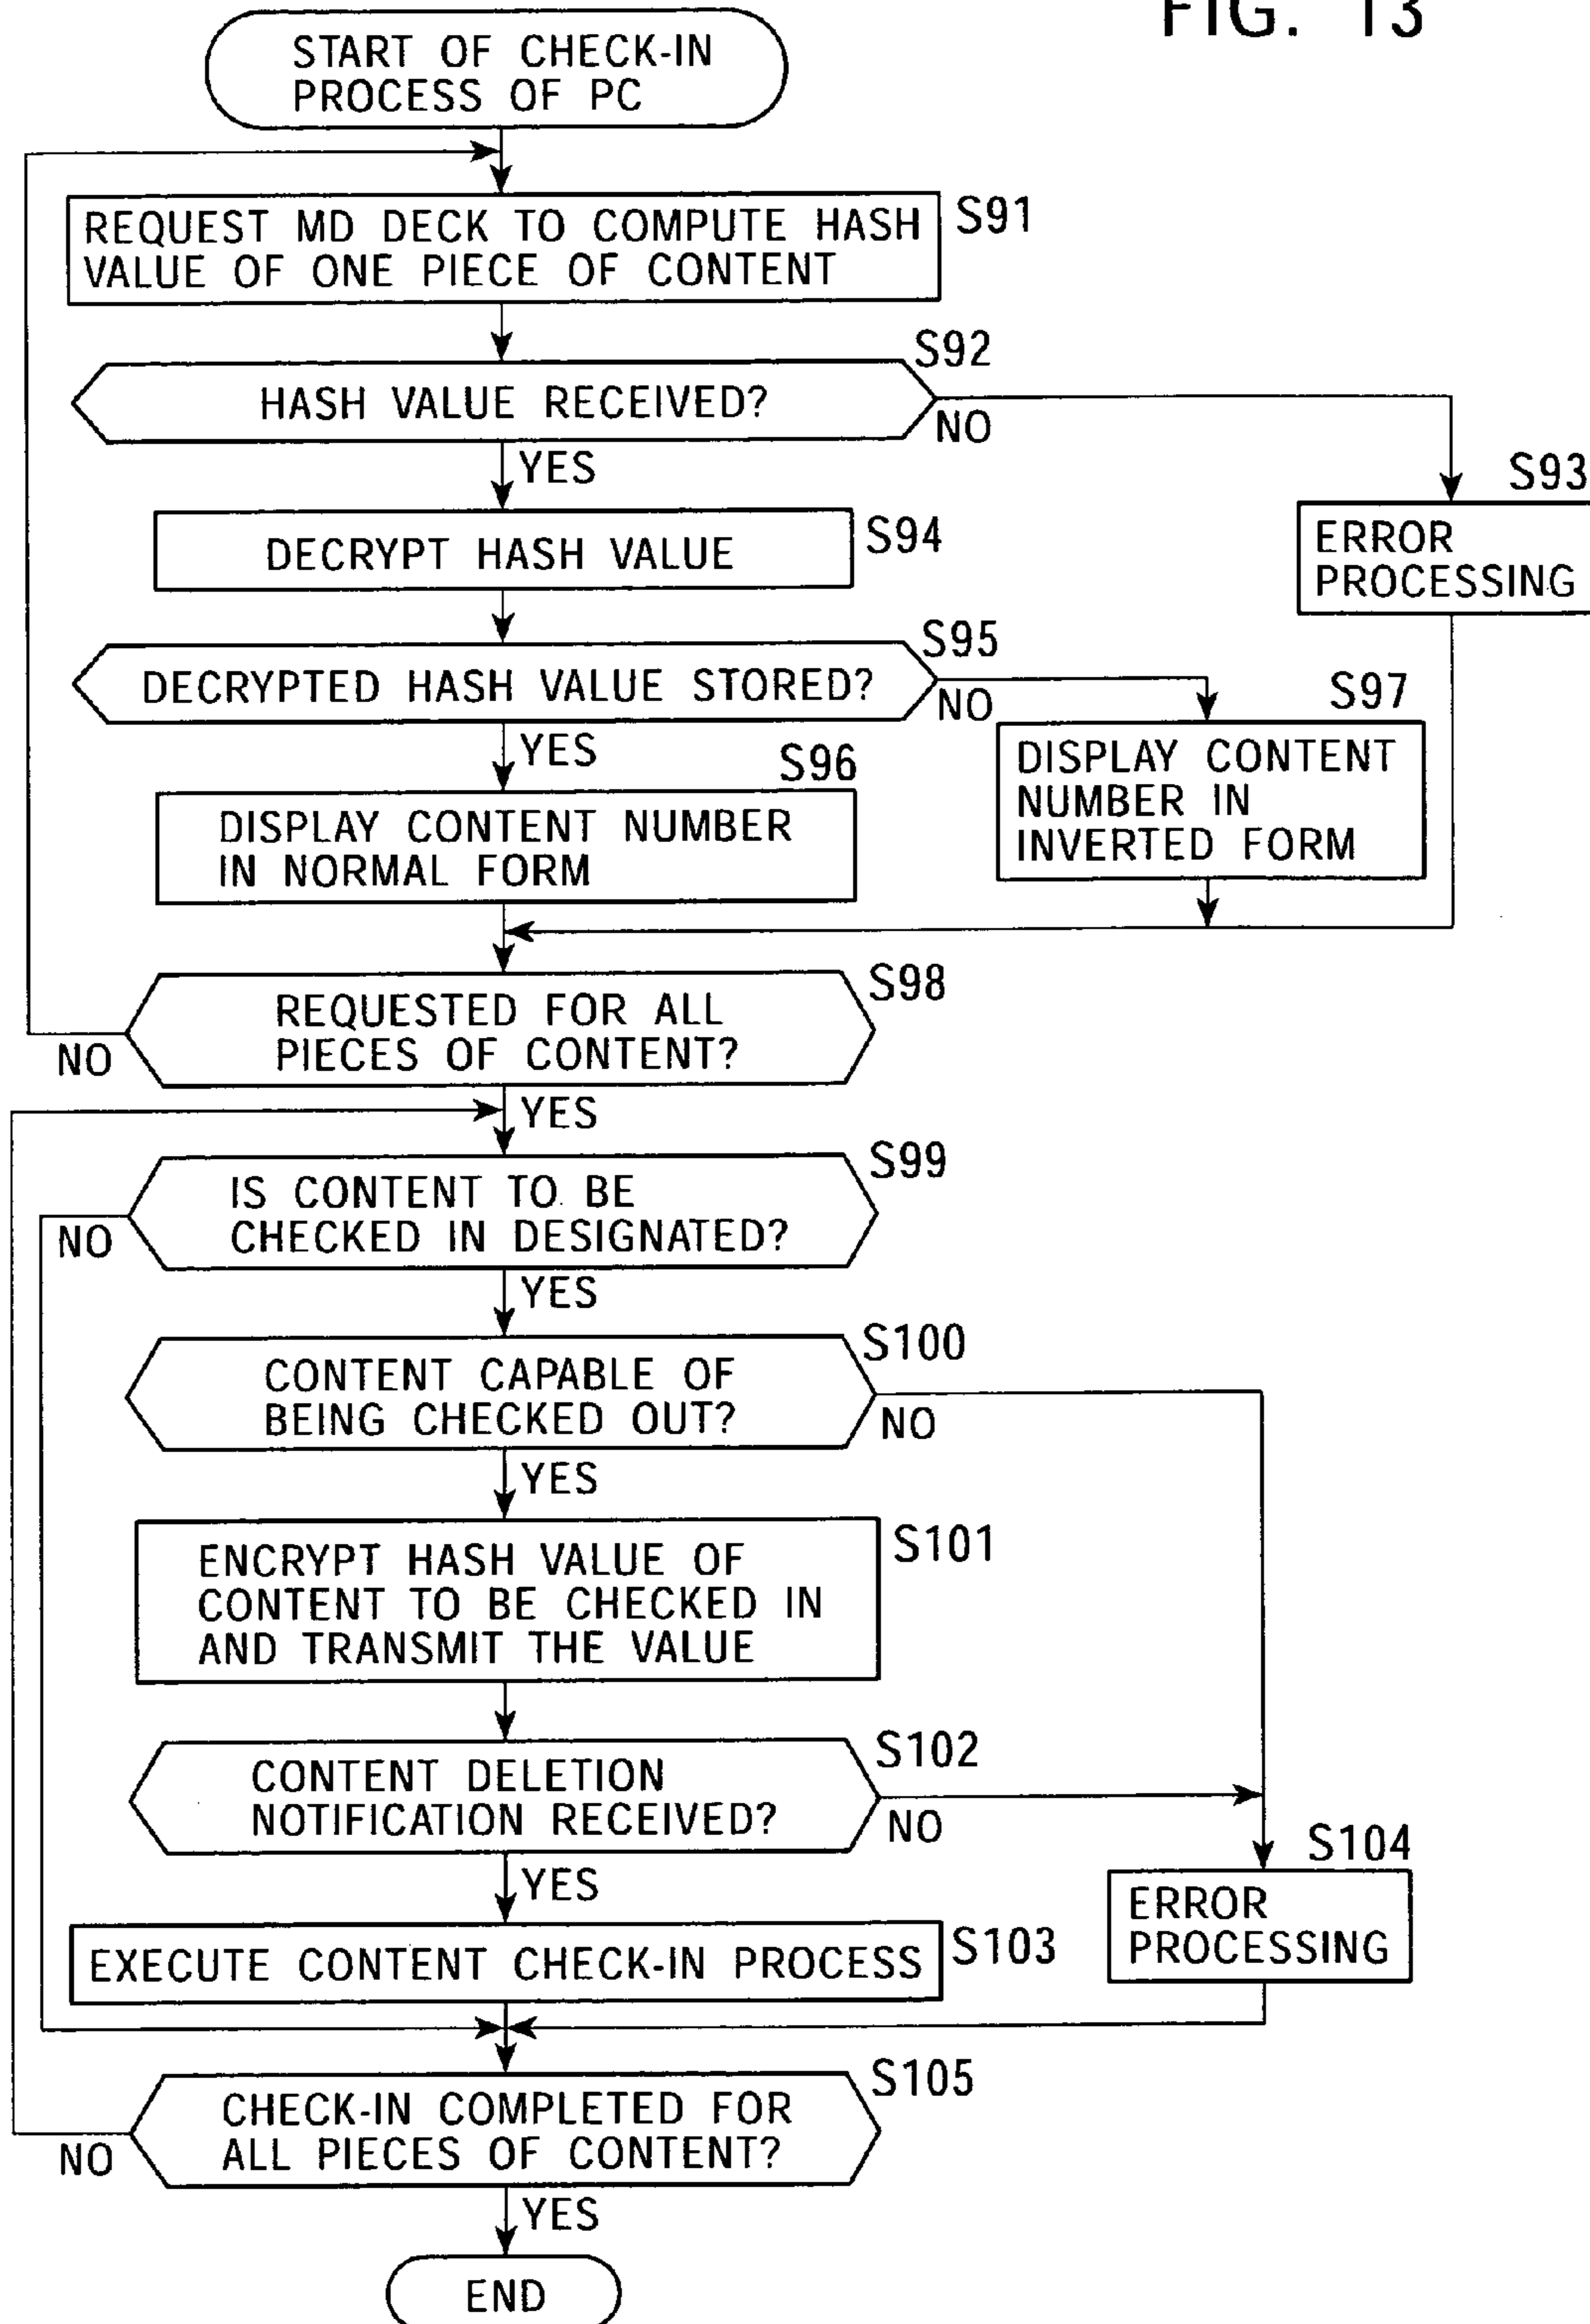 FIG. 13
START OF CHECK-IN
PROCESS OF PC
REQUEST MD DECK TO COMPUTE HASH
VALUE OF ONE PIECE OF CONTENT
S91
S92
HASH VALUE RECEIVED?
NO
YES
S93
ERROR
PROCESSING
DECRYPT HASH VALUE
S94
S95
DECRYPTED HASH VALUE STORED?
NO
YES
S97
DISPLAY CONTENT
NUMBER IN
INVERTED FORM
S96
DISPLAY CONTENT NUMBER
IN NORMAL FORM
S98
REQUESTED FOR ALL
PIECES OF CONTENT?
NO
YES
S99
IS CONTENT TO BE
CHECKED IN DESIGNATED?
NO
YES
S100
CONTENT CAPABLE OF
BEING CHECKED OUT?
NO
YES
S101
ENCRYPT HASH VALUE OF
CONTENT TO BE CHECKED IN
AND TRANSMIT THE VALUE
S102
CONTENT DELETION
NOTIFICATION RECEIVED?
NO
YES
S104
ERROR
PROCESSING
EXECUTE CONTENT CHECK-IN PROCESS
S103
S105
CHECK-IN COMPLETED FOR
ALL PIECES OF CONTENT?
NO
YES
END